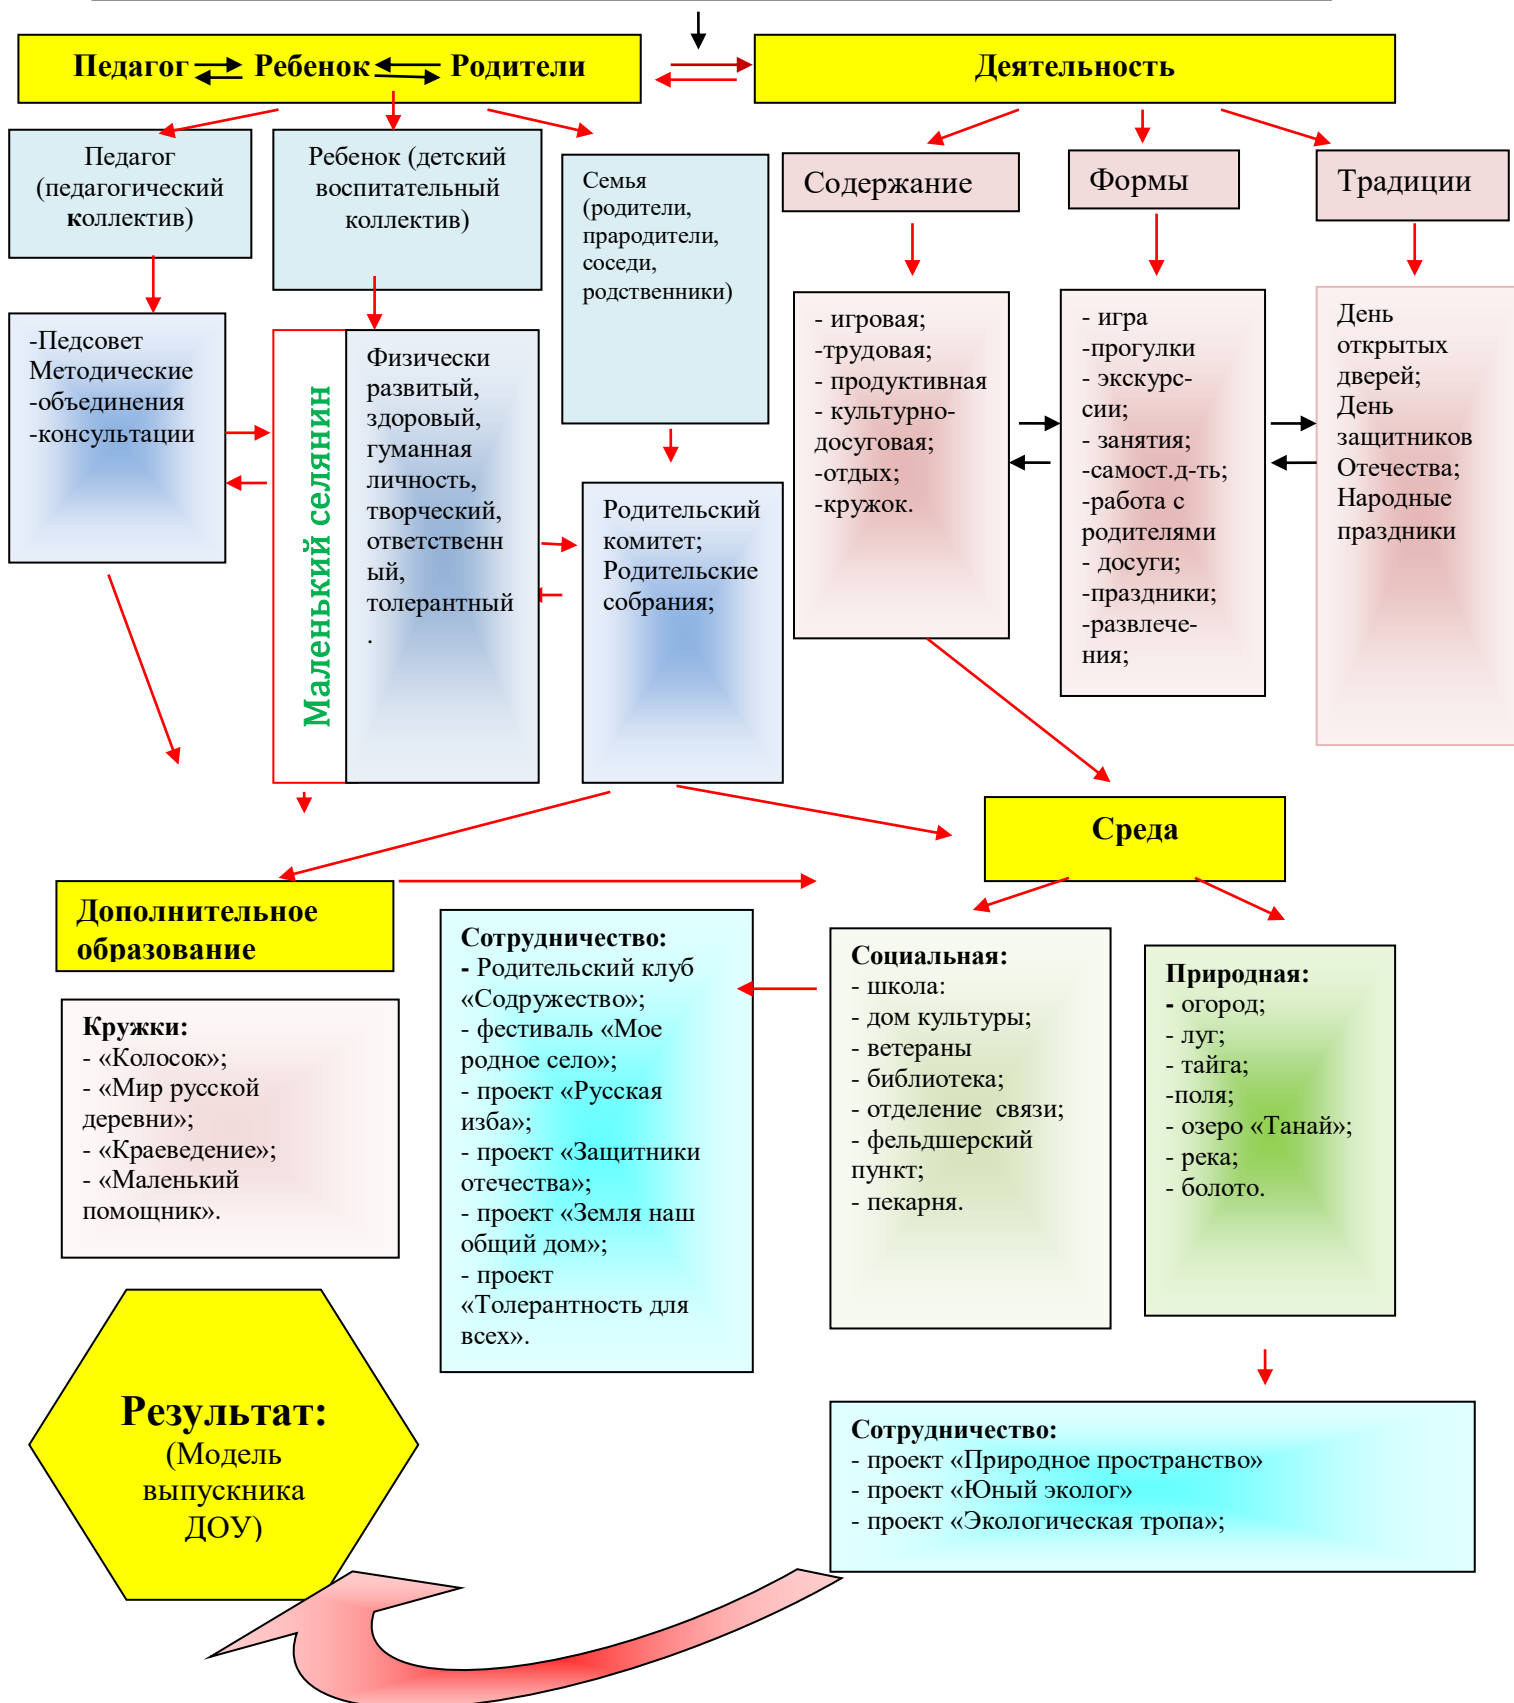 Педагог Ребенок Родители
Деятельность
Педагог
(педагогический
коллектив)
Ребенок (детский
воспитательный
коллектив)
Семья
(родители,
прародители,
соседи,
родственники)
Содержание
Формы
Традиции
-Педсовет
Методические
-объединения
-консультации
Маленький селянин
Физически
развитый,
здоровый,
гуманная
личность,
творческий,
ответственн
ый,
толерантный
.
Родительский
комитет;
Родительские
собрания;
- игровая;
-трудовая;
- продуктивная
- культурно-
досуговая;
-отдых;
-кружок.
- игра
-прогулки
- экскурс-
сии;
- занятия;
-самост.д-ть;
-работа с
родителями
- досуги;
-праздники;
-развлече-
ния;
День
открытых
дверей;
День
защитников
Отечества;
Народные
праздники
Среда
Дополнительное
образование
Кружки:
- «Колосок»;
- «Мир русской
деревни»;
- «Краеведение»;
- «Маленький
помощник».
Сотрудничество:
- Родительский клуб
«Содружество»;
- фестиваль «Мое
родное село»;
- проект «Русская
изба»;
- проект «Защитники
отечества»;
- проект «Земля наш
общий дом»;
- проект
«Толерантность для
всех».
Социальная:
- школа:
- дом культуры;
- ветераны
- библиотека;
- отделение связи;
- фельдшерский
пункт;
- пекарня.
Природная:
- огород;
- луг;
- тайга;
-поля;
- озеро «Танай»;
- река;
- болото.
Результат:
(Модель
выпускника
ДОУ)
Сотрудничество:
- проект «Природное пространство»
- проект «Юный эколог»
- проект «Экологическая тропа»;